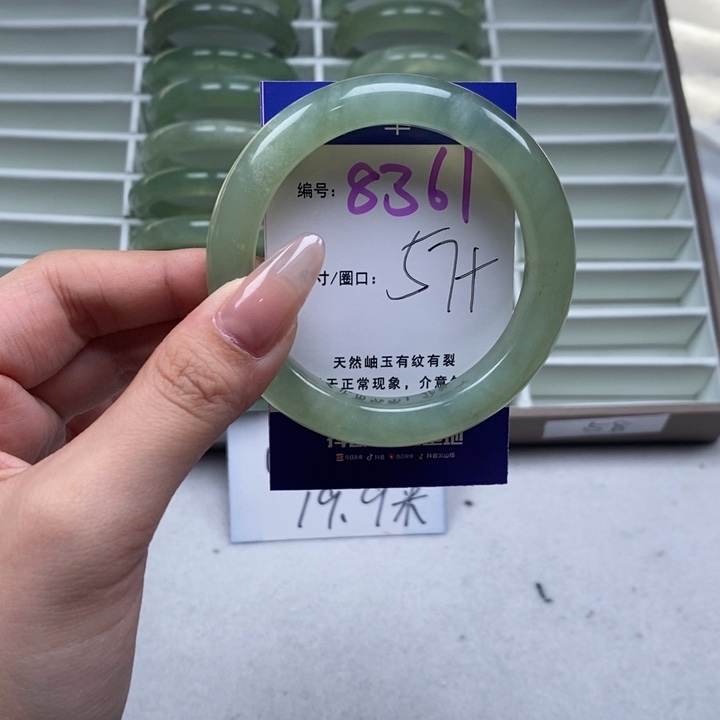 编号: 8361
寸/圈口: 57+
天然岫玉有纹有裂
正常现象,介意
19.9米